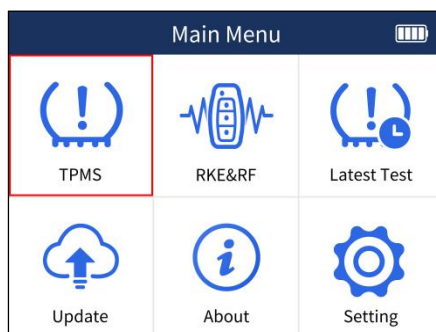 Main Menu
TPMS
RKE&RF
Latest Test
Update
About
Setting